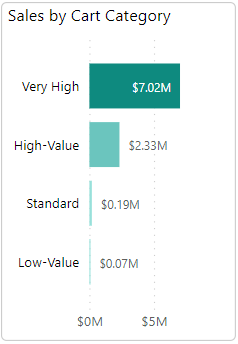 Sales by Cart Category
Very High $7.02M
High-Value $2.33M
Standard $0.19M
Low-Value $0.07M
$0M $5M